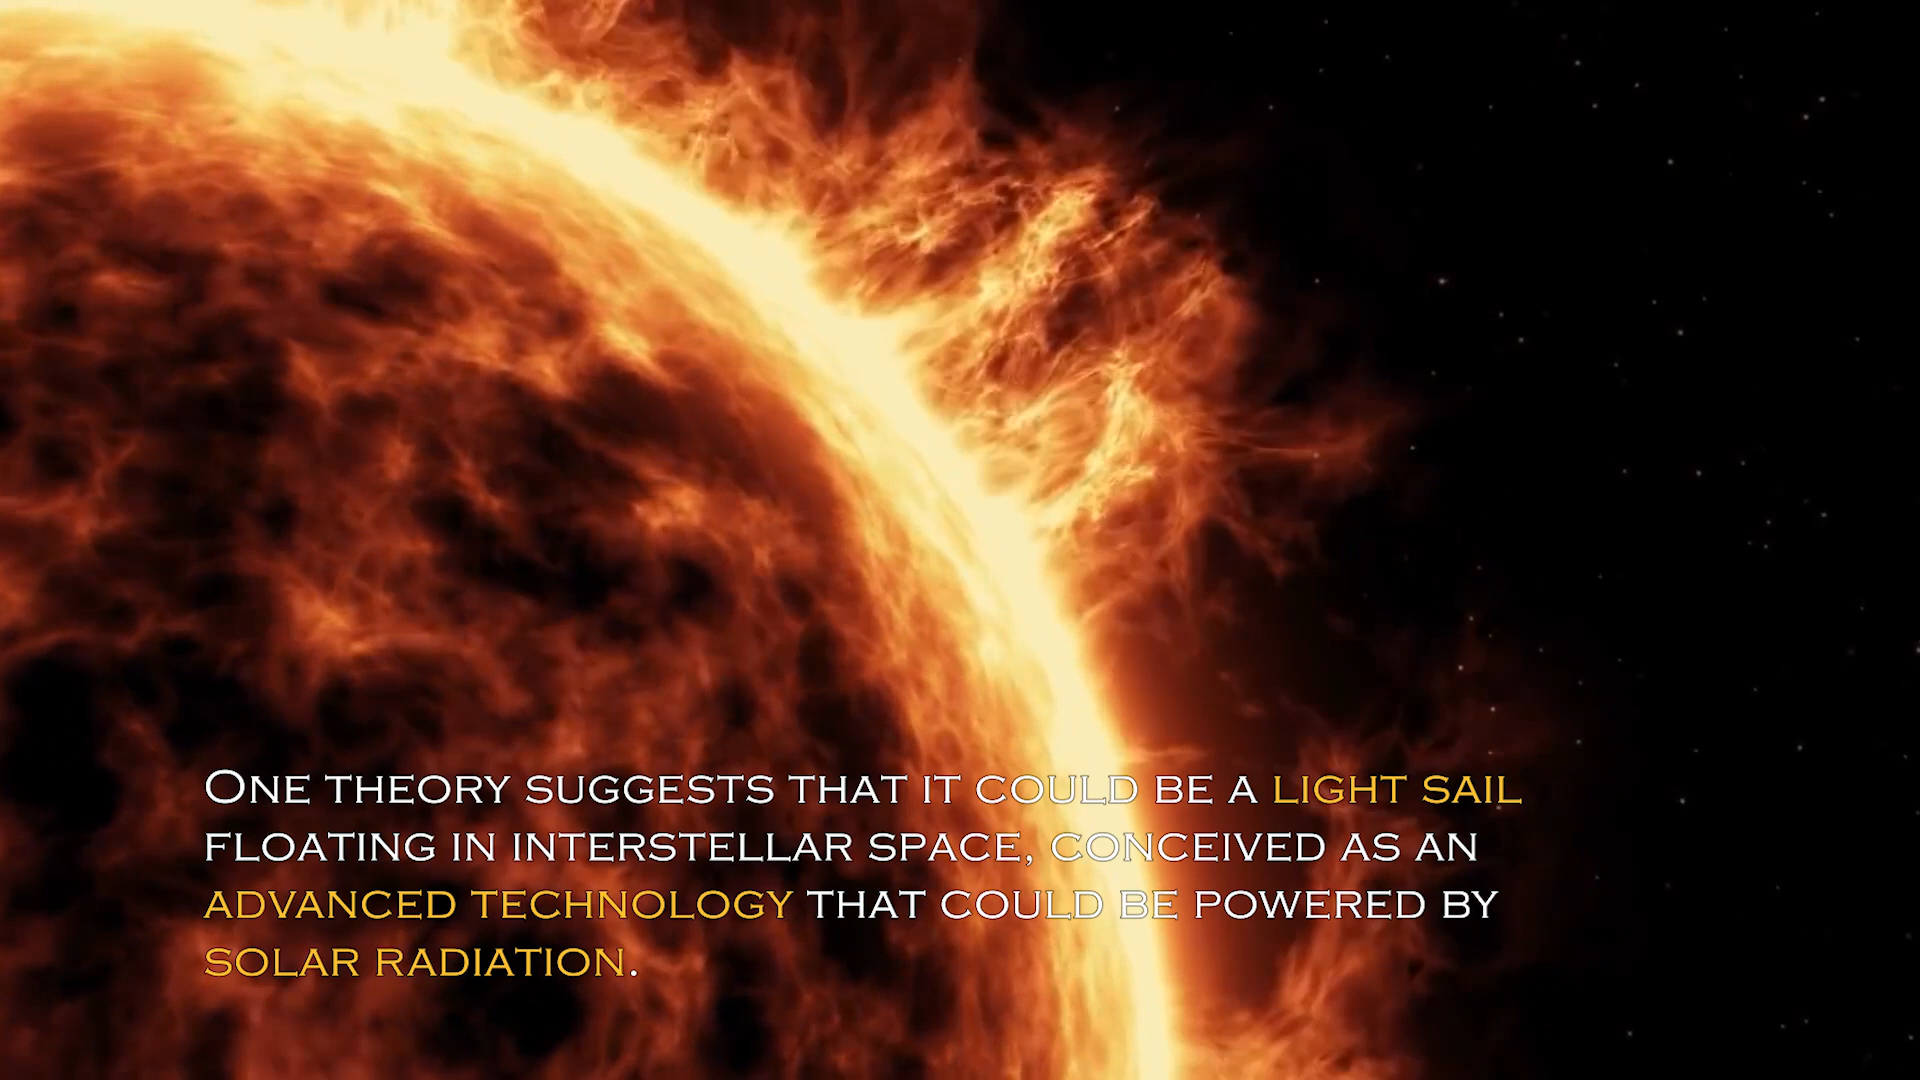 One theory suggests that it could be a light sail
floating in interstellar space, conceived as an
advanced technology that could be powered by
solar radiation.